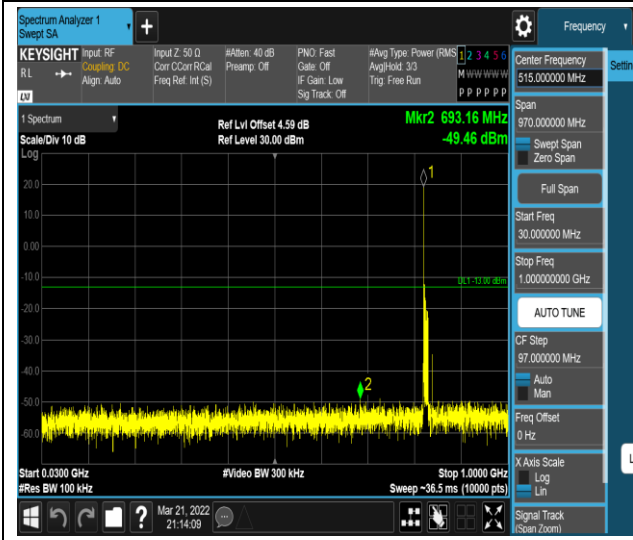 Spectrum Analyzer 1
Swept SA
Frequency
KEYSIGHT
RL
Input: RF
Coupling: DC
Align: Auto
Input Z: 50 Ω
Corr CCorr RCal
Freq Ref: Int (S)
#Atten: 40 dB
Preamp: Off
PNO: Fast
Gate: Off
IF Gain: Low
Sig Track: Off
#Avg Type: Power (RMS
Avg|Hold: 3/3
Trig: Free Run
1 2 3 4 5 6
M W W W W W
P P P P P P
1 Spectrum
Scale/Div 10 dB
Ref Lvl Offset 4.59 dB
Ref Level 30.00 dBm
Mkr2 693.16 MHz
-49.46 dBm
Log
20.0
10.0
0.00
-10.0
-20.0
-30.0
-40.0
-50.0
-60.0
1
DL1 -13.00 dBm
2
Start 0.0300 GHz
#Res BW 100 kHz
#Video BW 300 kHz
Stop 1.0000 GHz
Sweep ~36.5 ms (10000 pts)
Mar 21, 2022
21:14:09
Center Frequency
515.000000 MHz
Settin
Span
970.000000 MHz
Swept Span
Zero Span
Full Span
Start Freq
30.000000 MHz
Stop Freq
1.000000000 GHz
AUTO TUNE
CF Step
97.000000 MHz
Auto
Man
Freq Offset
0 Hz
X Axis Scale
Log
Lin
L
Signal Track
(Span Zoom)